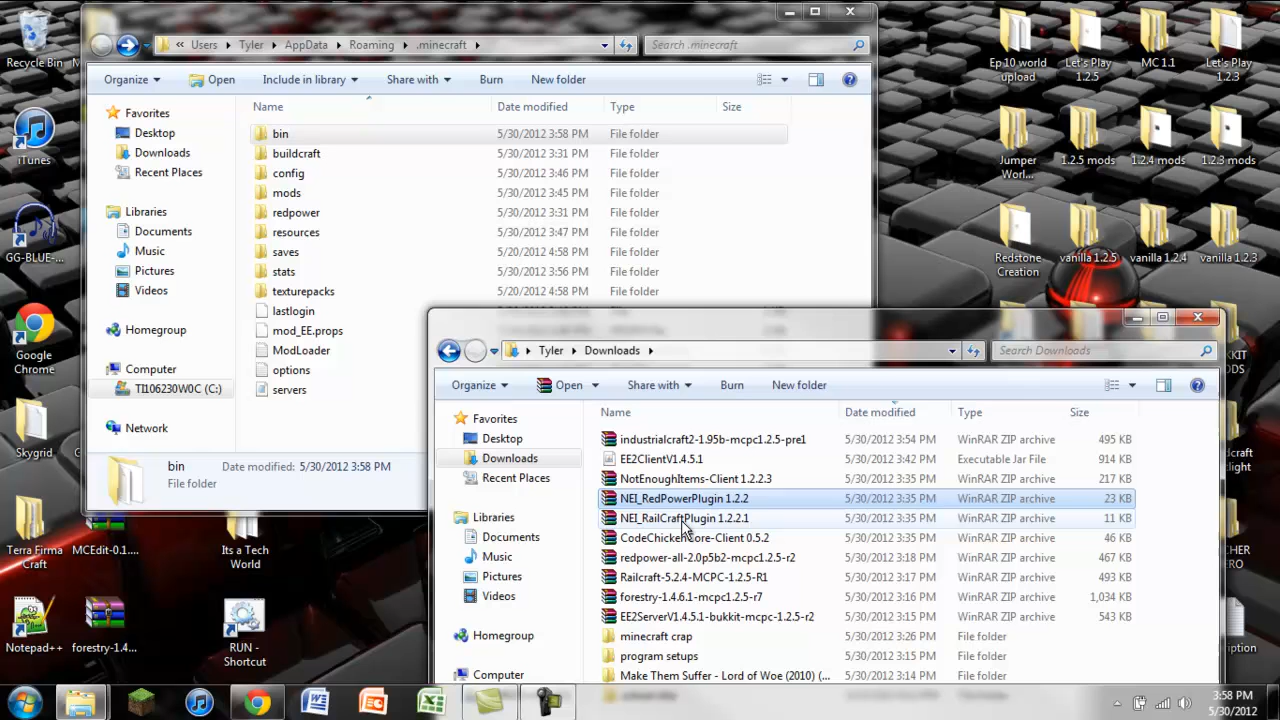 Users ▸ Tyler ▸ AppData ▸ Roaming ▸ .minecraft ▸
Search .minecraft
Organize Open Include in library Share with Burn New folder
Favorites
Desktop
Downloads
Recent Places
Libraries
Documents
Music
Pictures
Videos
Homegroup
Computer
TI106230W0C (C:)
Network
Name Date modified Type Size
bin 5/30/2012 3:58 PM File folder
buildcraft 5/30/2012 3:31 PM File folder
config 5/30/2012 3:46 PM File folder
mods 5/30/2012 3:45 PM File folder
redpower 5/30/2012 3:31 PM File folder
resources 5/30/2012 3:47 PM File folder
saves 5/20/2012 4:58 PM File folder
stats 5/30/2012 3:56 PM File folder
texturepacks 5/20/2012 4:58 PM File folder
lastlogin
mod_EE.props
ModLoader
options
servers
bin Date modified: 5/30/2012 3:58 PM
File folder
Tyler ▸ Downloads ▸
Search Downloads
Organize Open Share with Burn New folder
Favorites
Desktop
Downloads
Recent Places
Libraries
Documents
Music
Pictures
Videos
Homegroup
Computer
Name Date modified Type Size
industrialcraft2-1.95b-mcpc1.2.5-pre1 5/30/2012 3:54 PM WinRAR ZIP archive 495 KB
EE2ClientV1.4.5.1 5/30/2012 3:42 PM Executable Jar File 914 KB
NotEnoughItems-Client 1.2.2.3 5/30/2012 3:35 PM WinRAR ZIP archive 217 KB
NEI_RedPowerPlugin 1.2.2 5/30/2012 3:35 PM WinRAR ZIP archive 23 KB
NEI_RailCraftPlugin 1.2.2.1 5/30/2012 3:35 PM WinRAR ZIP archive 11 KB
CodeChickenCore-Client 0.5.2 5/30/2012 3:35 PM WinRAR ZIP archive 46 KB
redpower-all-2.0p5b2-mcpc1.2.5-r2 5/30/2012 3:18 PM WinRAR ZIP archive 467 KB
Railcraft-5.2.4-MCPC-1.2.5-R1 5/30/2012 3:17 PM WinRAR ZIP archive 493 KB
forestry-1.4.6.1-mcpc1.2.5-r7 5/30/2012 3:16 PM WinRAR ZIP archive 1,034 KB
EE2ServerV1.4.5.1-bukkit-mcpc-1.2.5-r2 5/30/2012 3:14 PM WinRAR ZIP archive 543 KB
minecraft crap 5/30/2012 3:26 PM File folder
program setups 5/30/2012 3:15 PM File folder
Make Them Suffer - Lord of Woe (2010) (... 5/30/2012 3:14 PM File folder
Recycle Bin
iTunes
GG-BLUE-...
Google
Chrome
Skygrid
Terra Firma
Craft
MCEdit-0.1....
Its a Tech
World
Notepad++
forestry-1.4...
RUN -
Shortcut
Ep 10 world
upload
Let's Play
1.2.5
MC 1.1
Let's Play
1.2.3
Jumper
Worl...
1.2.5 mods
1.2.4 mods
1.2.3 mods
Redstone
Creation
vanilla 1.2.5
vanilla 1.2.4
vanilla 1.2.3
3:58 PM
5/30/2012